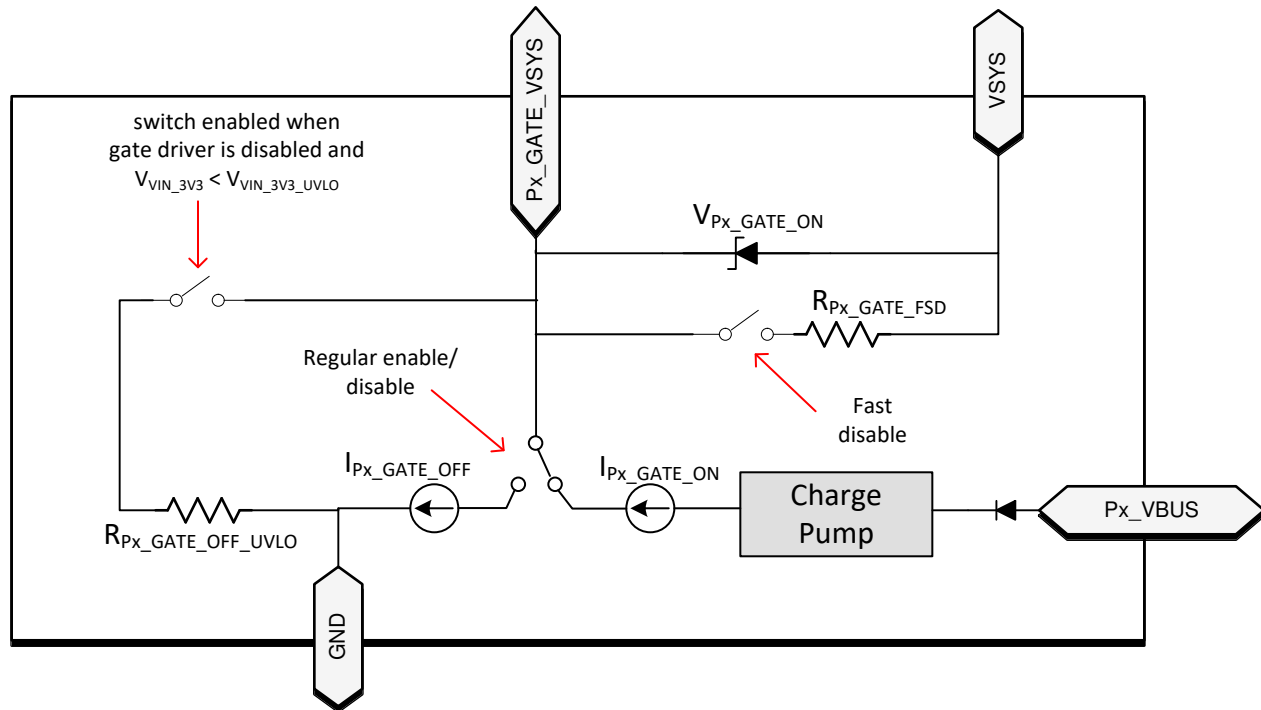 Px_GATE_VSYS
VSYS
switch enabled when
gate driver is disabled and
VVIN_3V3 < VVIN_3V3_UVLO
VPx_GATE_ON
RPx_GATE_FSD
Regular enable/
disable
Fast
disable
IPx_GATE_OFF
IPx_GATE_ON
Charge
Pump
Px_VBUS
RPx_GATE_OFF_UVLO
GND